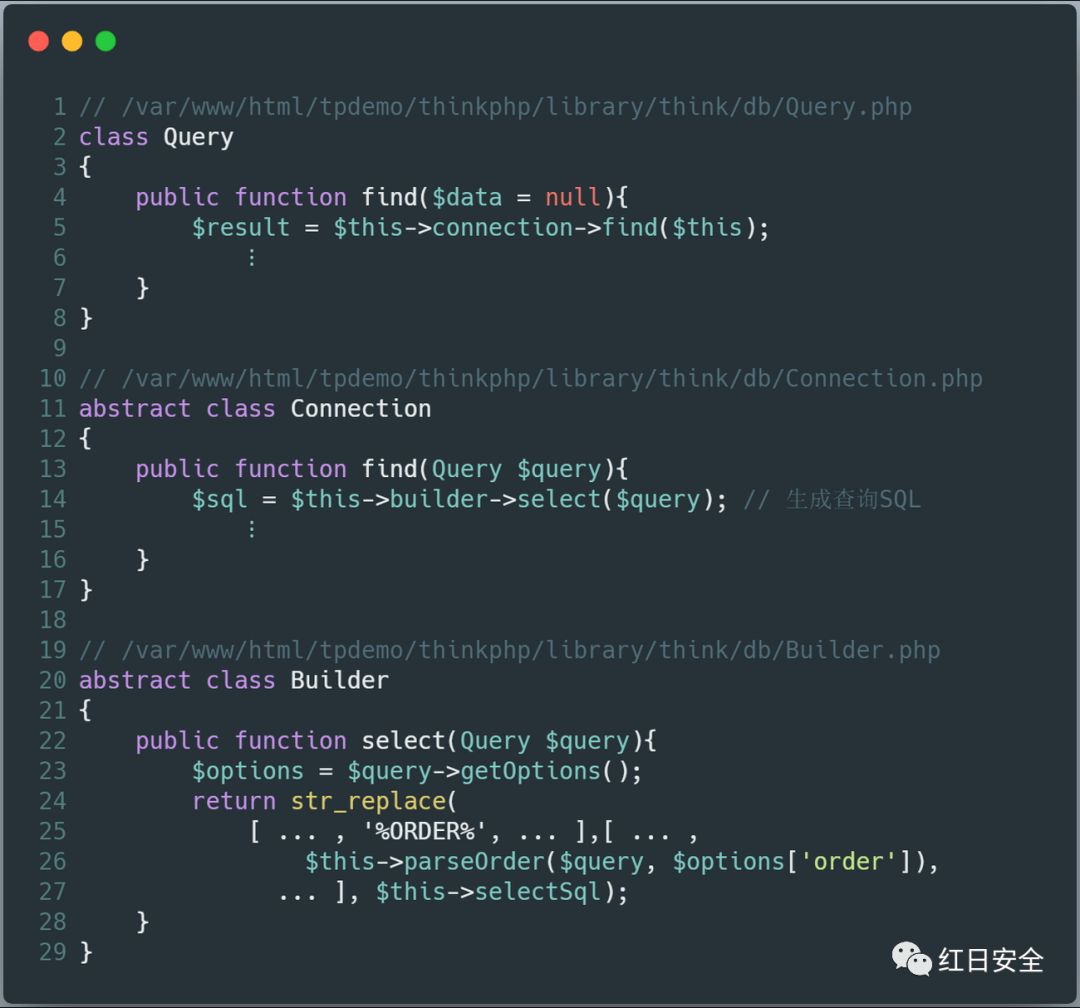 1 // /var/www/html/tpdemo/thinkphp/library/think/db/Query.php
2 class Query
3 {
4     public function find($data = null){
5         $result = $this->connection->find($this);
6             ⋮
7     }
8 }
9
10 // /var/www/html/tpdemo/thinkphp/library/think/db/Connection.php
11 abstract class Connection
12 {
13     public function find(Query $query){
14         $sql = $this->builder->select($query); // 生成查询SQL
15             ⋮
16     }
17 }
18
19 // /var/www/html/tpdemo/thinkphp/library/think/db/Builder.php
20 abstract class Builder
21 {
22     public function select(Query $query){
23         $options = $query->getOptions();
24         return str_replace(
25             [ ... , '%ORDER%', ... ],[ ... ,
26                 $this->parseOrder($query, $options['order']),
27               ... ], $this->selectSql);
28     }
29 }
红日安全